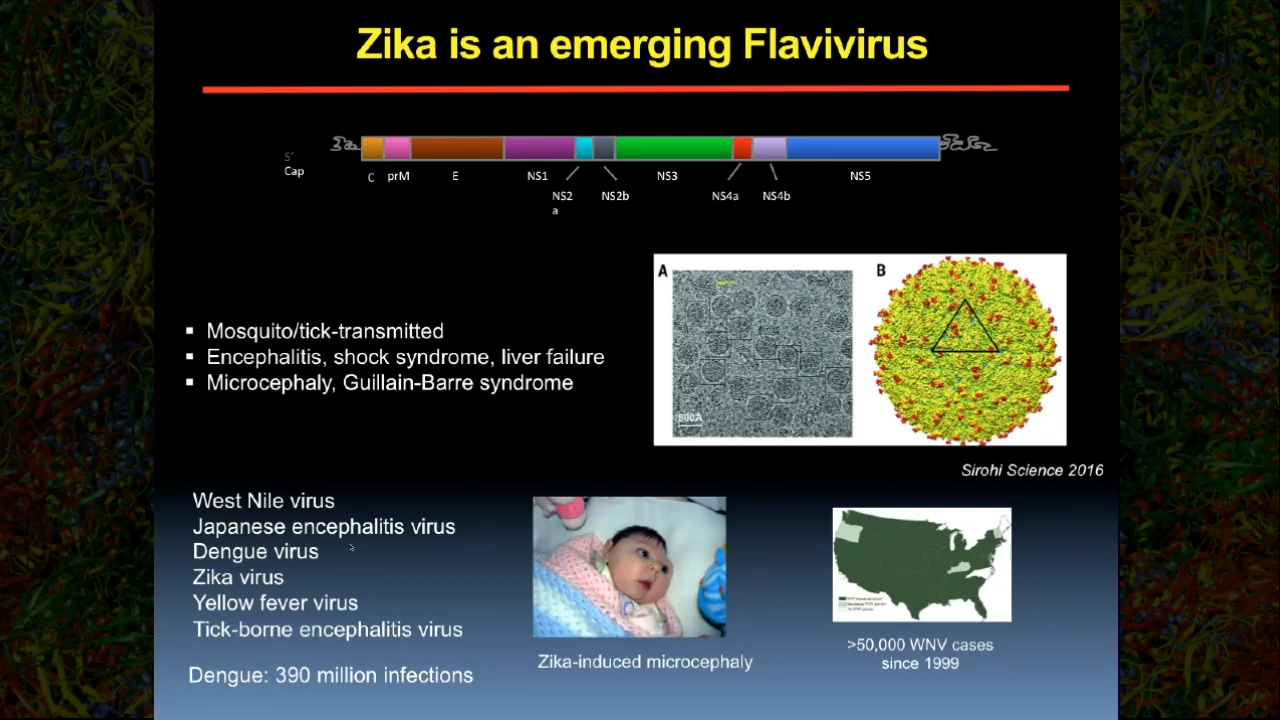 Zika is an emerging Flavivirus
5'
Cap
C prM E NS1 NS3 NS5
NS2 NS2b NS4a NS4b
a
A B
▪ Mosquito/tick-transmitted
▪ Encephalitis, shock syndrome, liver failure
▪ Microcephaly, Guillain-Barre syndrome
Sirohi Science 2016
West Nile virus
Japanese encephalitis virus
Dengue virus
Zika virus
Yellow fever virus
Tick-borne encephalitis virus
Dengue: 390 million infections
Zika-induced microcephaly
>50,000 WNV cases
since 1999